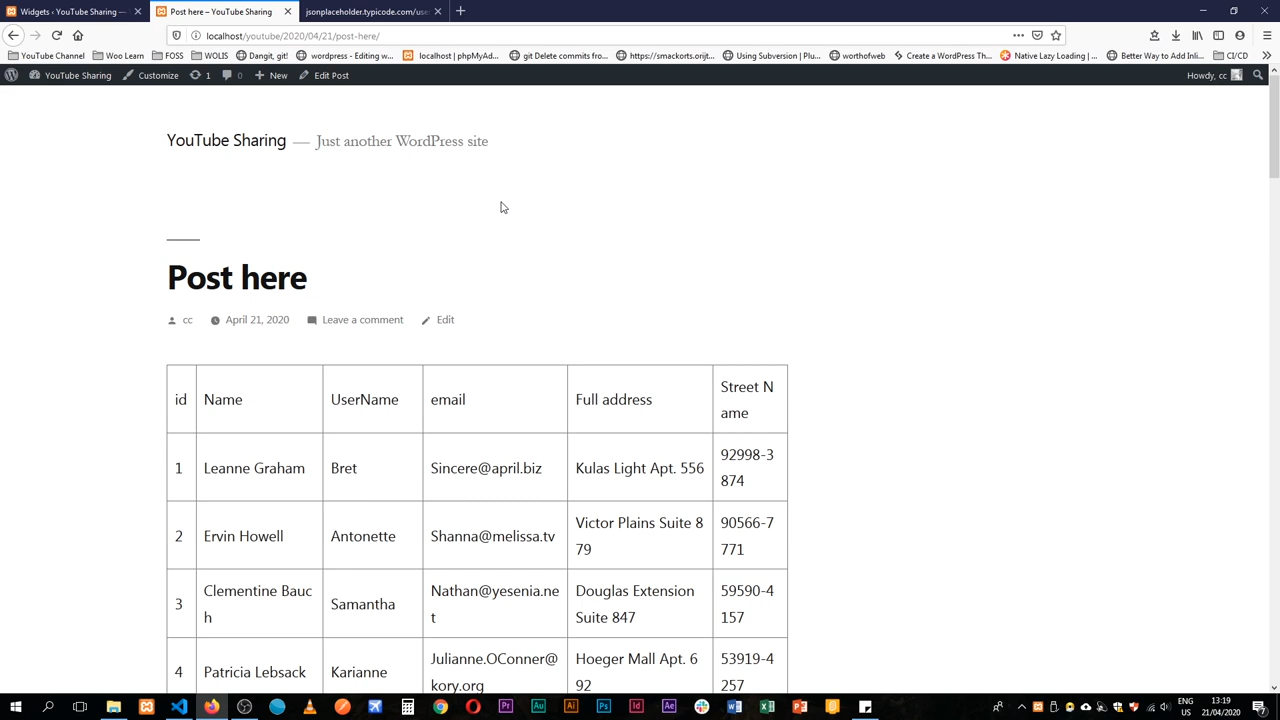 Widgets ‹ YouTube Sharing —
Post here – YouTube Sharing
jsonplaceholder.typicode.com/use
localhost/youtube/2020/04/21/post-here/
YouTube Channel
Woo Learn
FOSS
WOLIS
Dangit, git!
wordpress - Editing w...
localhost | phpMyAd...
git Delete commits fro...
https://smackorts.orijt...
Using Subversion | Plu...
worthofweb
Create a WordPress Th...
Native Lazy Loading | ...
Better Way to Add Inli...
CI/CD
YouTube Sharing
Customize
1
0
New
Edit Post
Howdy, cc
YouTube Sharing — Just another WordPress site
Post here
cc
April 21, 2020
Leave a comment
Edit
id Name UserName email Full address Street N
ame
1 Leanne Graham Bret Sincere@april.biz Kulas Light Apt. 556 92998-3
874
2 Ervin Howell Antonette Shanna@melissa.tv Victor Plains Suite 8 90566-7
79 771
3 Clementine Bauc Samantha Nathan@yesenia.ne Douglas Extension 59590-4
h t Suite 847 157
4 Patricia Lebsack Karianne Julianne.OConner@ Hoeger Mall Apt. 6 53919-4
kory.org 92 257
ENG
US
13:19
21/04/2020